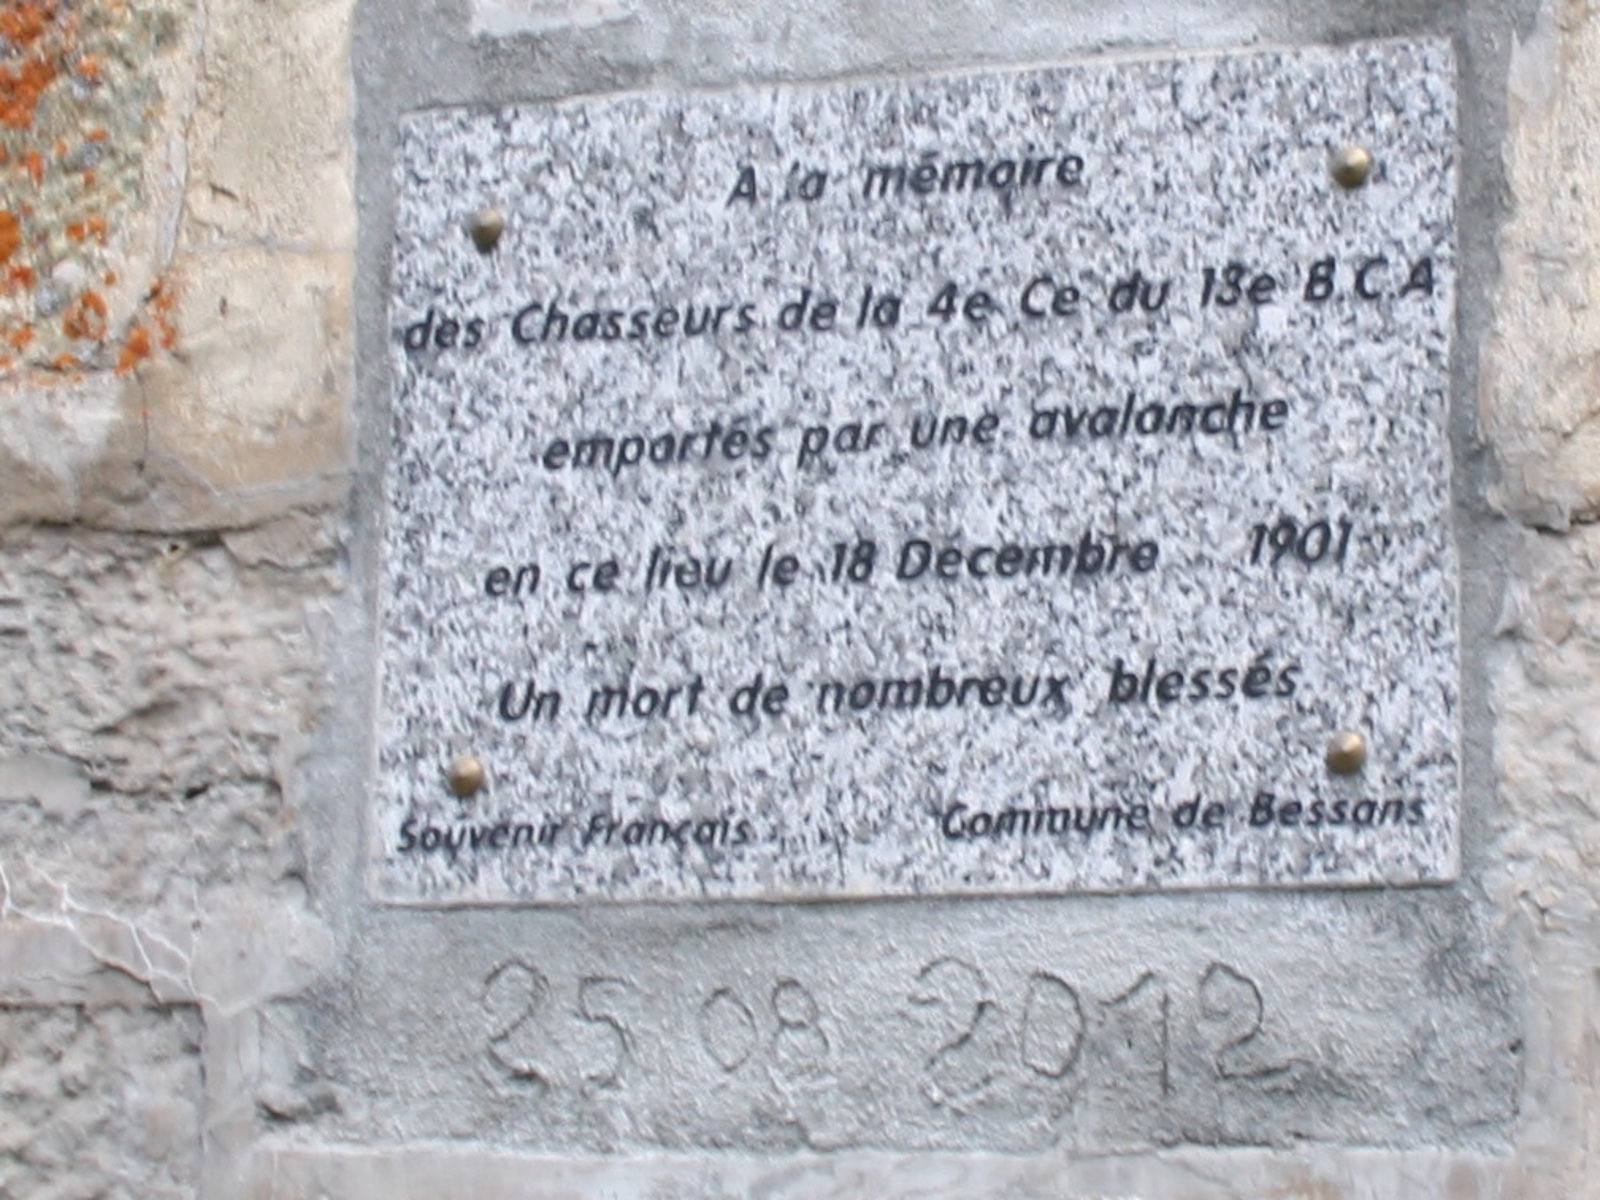 A la mémoire
des Chasseurs de la 4e Ce du 13e B.C.A
emportés par une avalanche
en ce lieu le 18 Décembre 1901
Un mort de nombreux blessés
Souvenir Français Commune de Bessans
25 08 2012